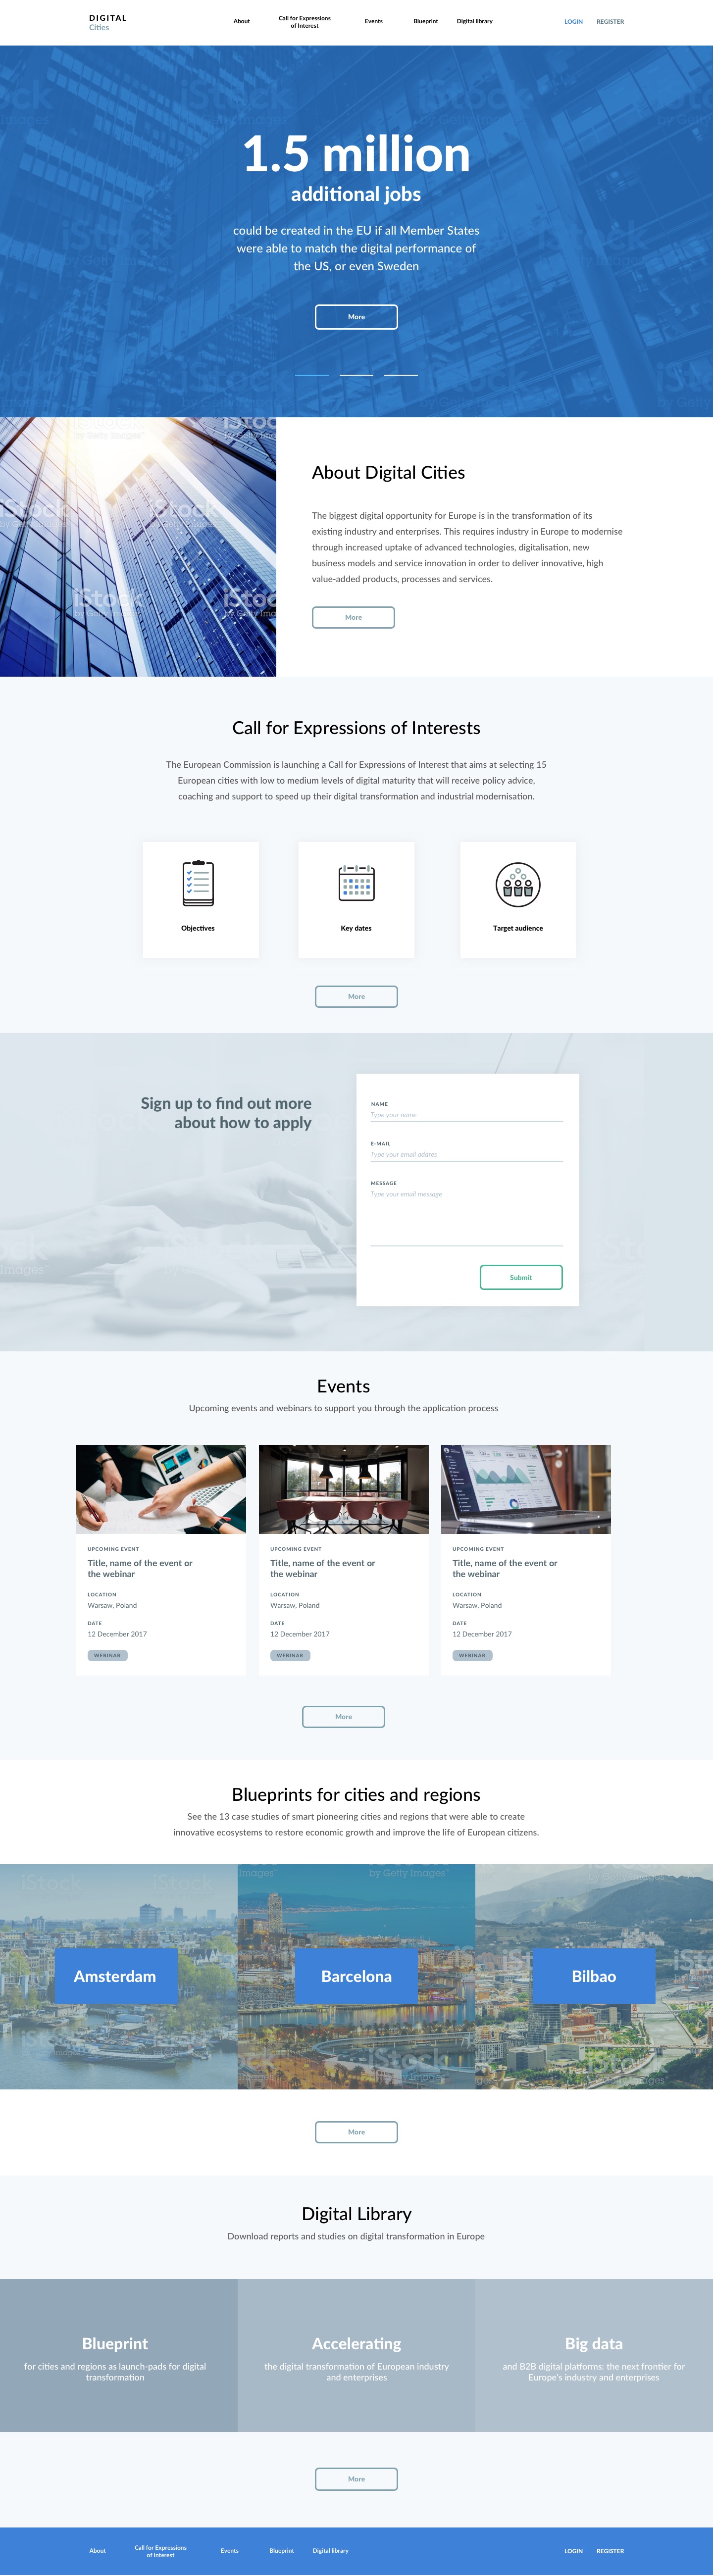 DIGITAL
Cities
About
Call for Expressions
of Interest
Events
Blueprint
Digital library
LOGIN
REGISTER
1.5 million
additional jobs
could be created in the EU if all Member States
were able to match the digital performance of
the US, or even Sweden
More
iStock
by Getty Images
About Digital Cities
The biggest digital opportunity for Europe is in the transformation of its
existing industry and enterprises. This requires industry in Europe to modernise
through increased uptake of advanced technologies, digitalisation, new
business models and service innovation in order to deliver innovative, high
value-added products, processes and services.
More
Call for Expressions of Interests
The European Commission is launching a Call for Expressions of Interest that aims at selecting 15
European cities with low to medium levels of digital maturity that will receive policy advice,
coaching and support to speed up their digital transformation and industrial modernisation.
Objectives
Key dates
Target audience
More
Sign up to find out more
about how to apply
NAME
Type your name
E-MAIL
Type your email addres
MESSAGE
Type your email message
Submit
Events
Upcoming events and webinars to support you through the application process
UPCOMING EVENT
Title, name of the event or
the webinar
LOCATION
Warsaw, Poland
DATE
12 December 2017
WEBINAR
UPCOMING EVENT
Title, name of the event or
the webinar
LOCATION
Warsaw, Poland
DATE
12 December 2017
WEBINAR
UPCOMING EVENT
Title, name of the event or
the webinar
LOCATION
Warsaw, Poland
DATE
12 December 2017
WEBINAR
More
Blueprints for cities and regions
See the 13 case studies of smart pioneering cities and regions that were able to create
innovative ecosystems to restore economic growth and improve the life of European citizens.
Amsterdam
Barcelona
Bilbao
More
Digital Library
Download reports and studies on digital transformation in Europe
Blueprint
for cities and regions as launch-pads for digital
transformation
Accelerating
the digital transformation of European industry
and enterprises
Big data
and B2B digital platforms: the next frontier for
Europe's industry and enterprises
More
About
Call for Expressions
of Interest
Events
Blueprint
Digital library
LOGIN
REGISTER